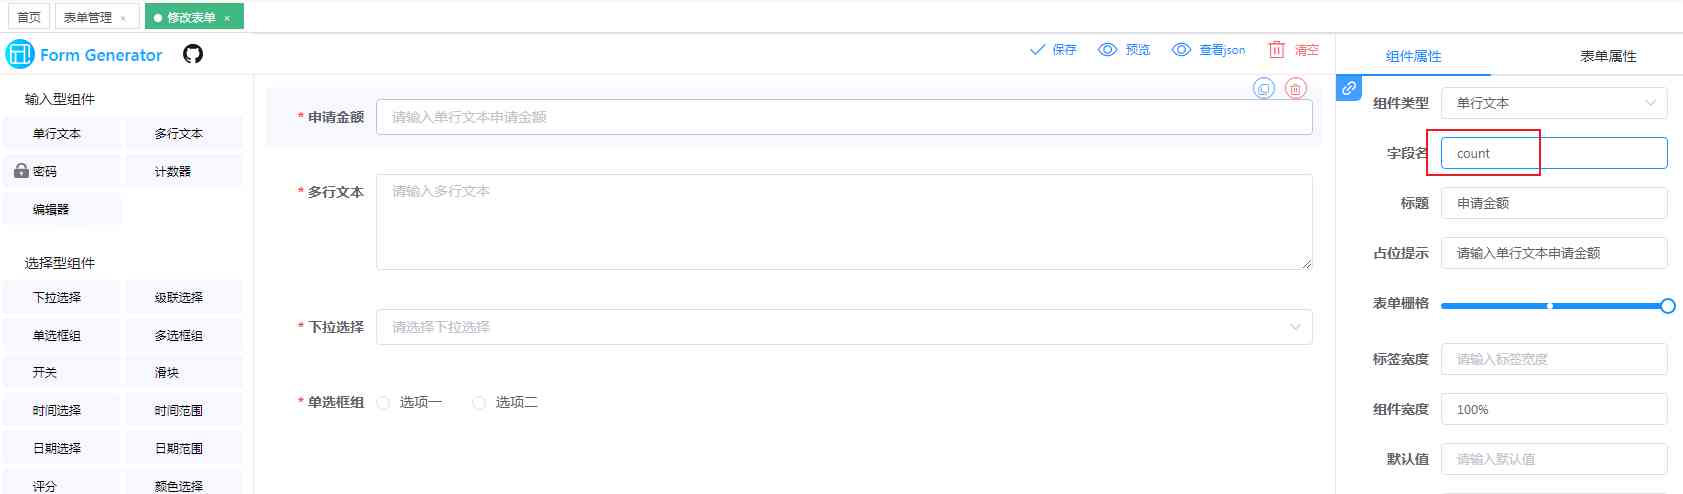 首页 表单管理 × 修改表单 ×
Form Generator
保存 预览 查看json 清空
组件属性 表单属性
输入型组件
单行文本 多行文本
密码 计数器
编辑器
选择型组件
下拉选择 级联选择
单选框组 多选框组
开关 滑块
时间选择 时间范围
日期选择 日期范围
评分 颜色选择
* 申请金额 请输入单行文本申请金额
* 多行文本 请输入多行文本
* 下拉选择 请选择下拉选择
* 单选框组 选项一 选项二
组件类型 单行文本
字段名 count
标题 申请金额
占位提示 请输入单行文本申请金额
表单栅格
标签宽度 请输入标签宽度
组件宽度 100%
默认值 请输入默认值